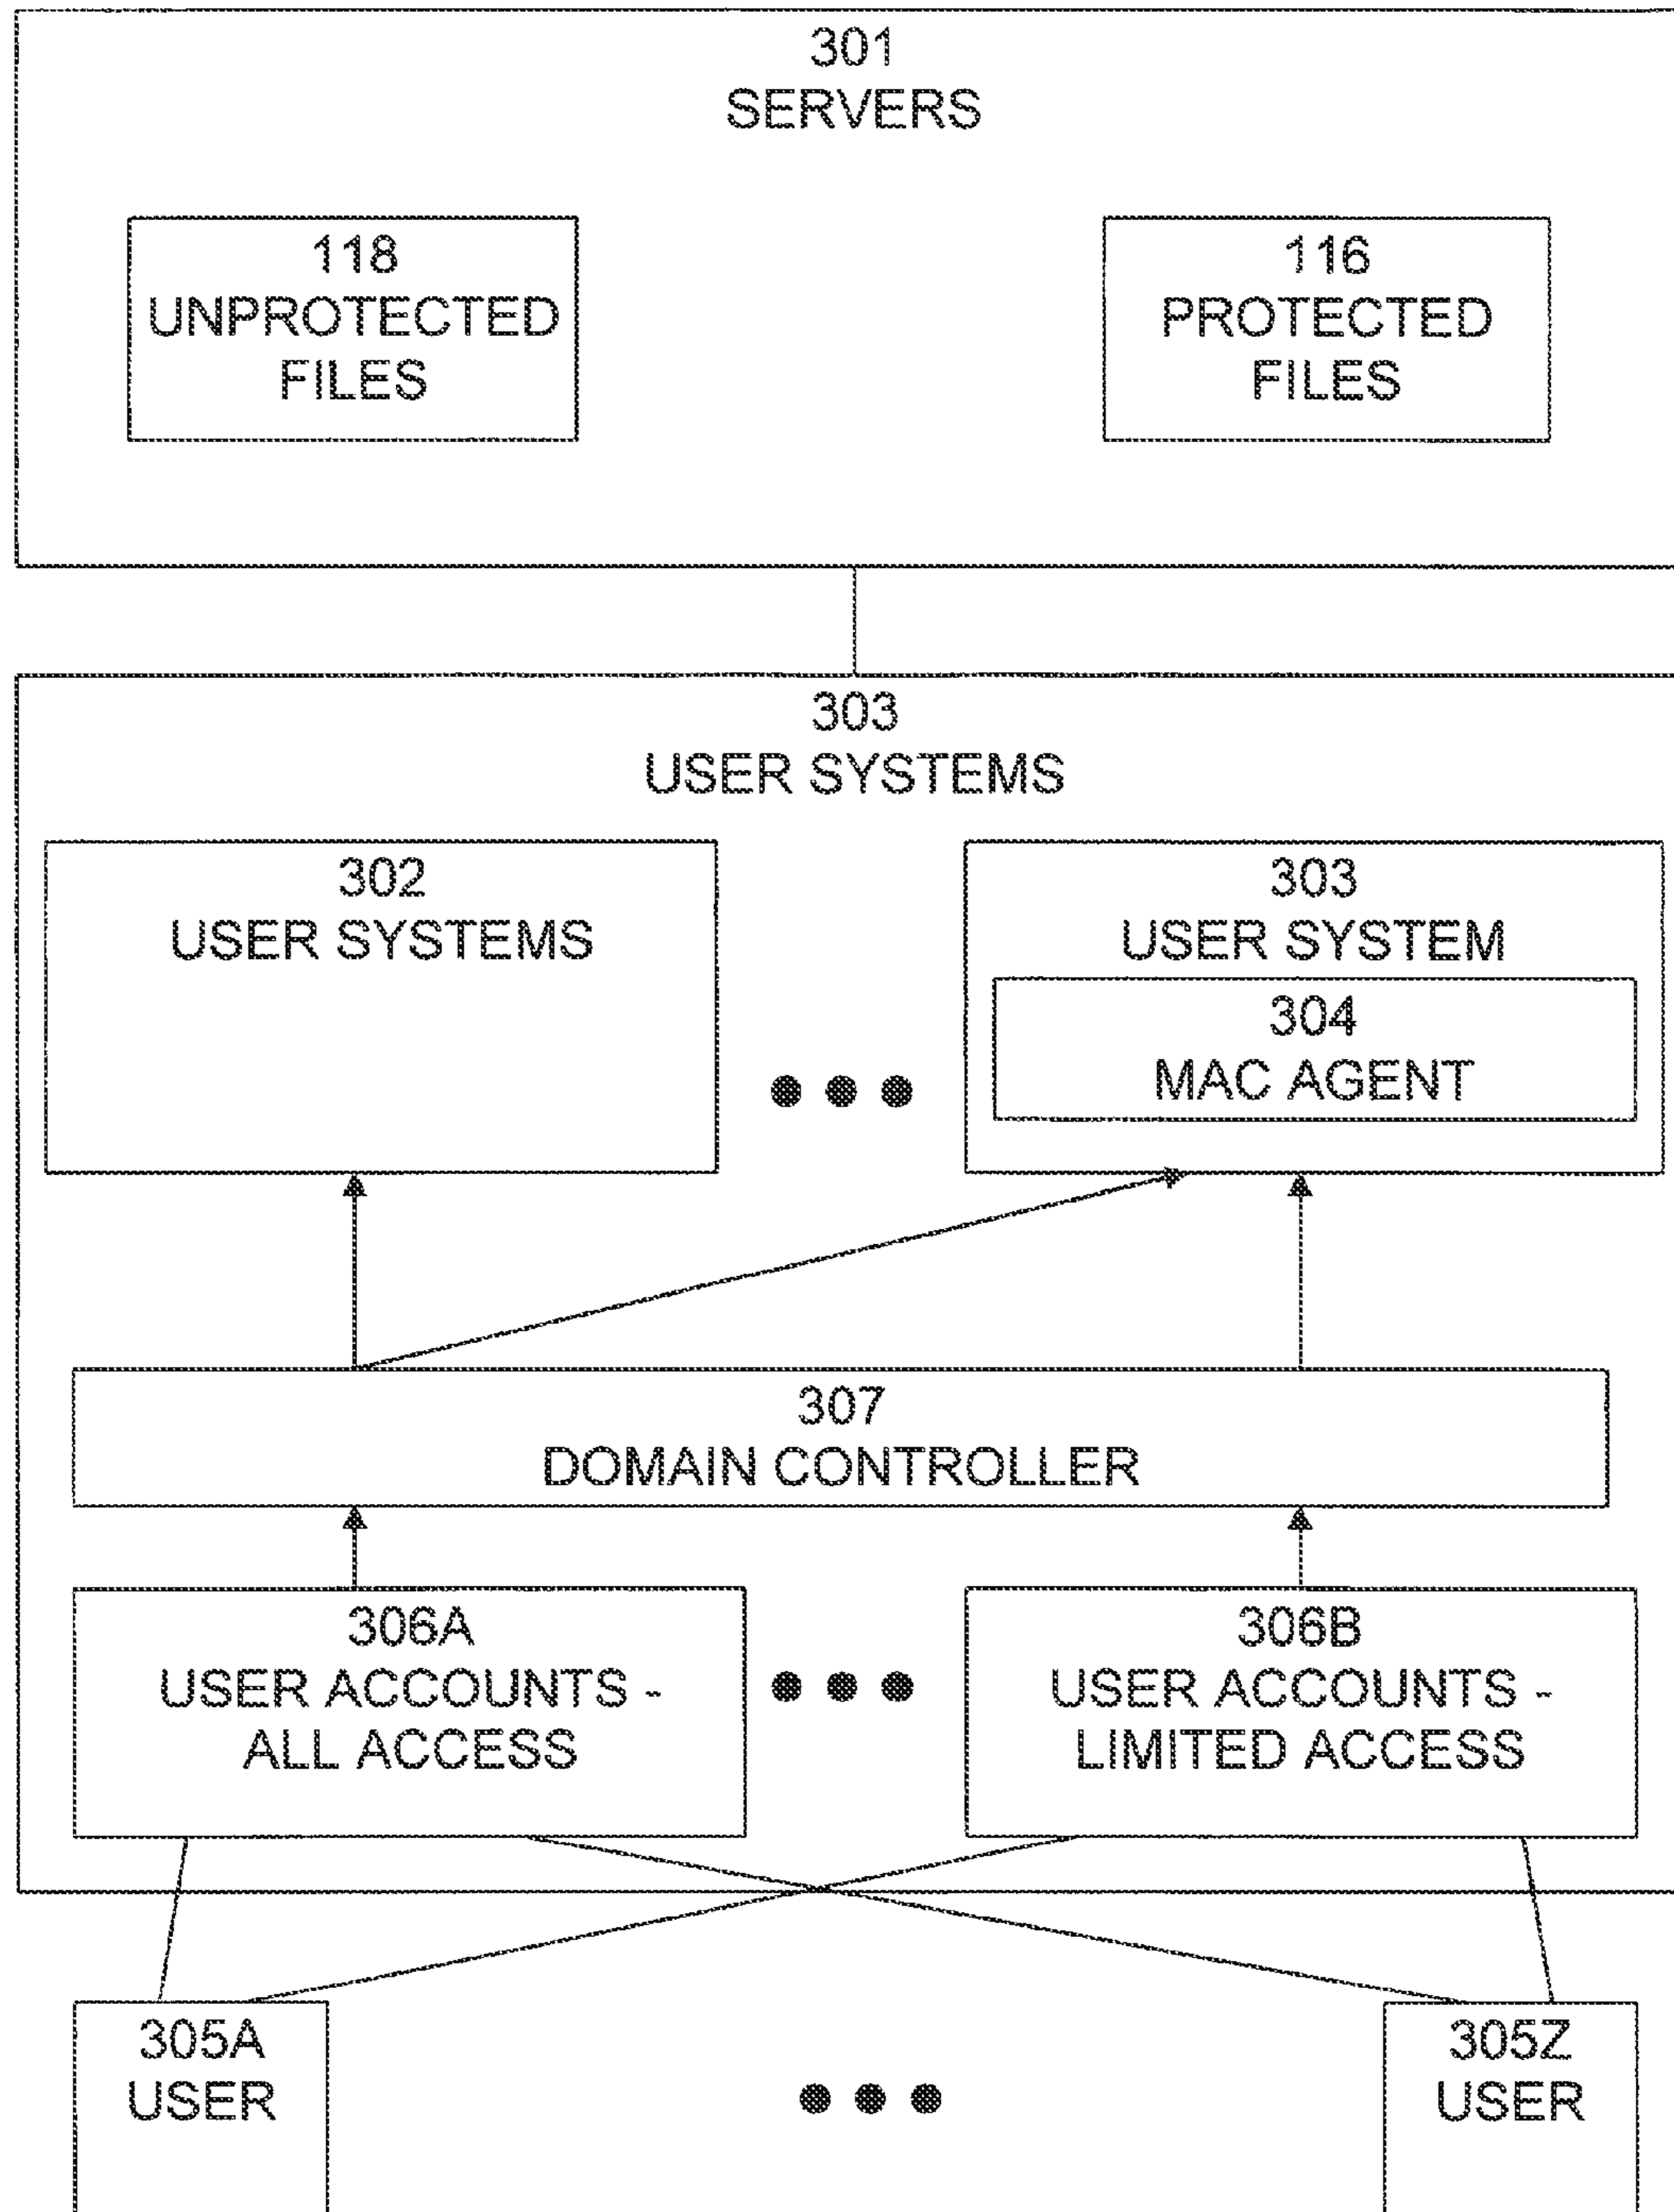 301
SERVERS
118
UNPROTECTED
FILES
116
PROTECTED
FILES
303
USER SYSTEMS
302
USER SYSTEMS
303
USER SYSTEM
304
MAC AGENT
307
DOMAIN CONTROLLER
306A
USER ACCOUNTS -
ALL ACCESS
306B
USER ACCOUNTS -
LIMITED ACCESS
305A
USER
305Z
USER